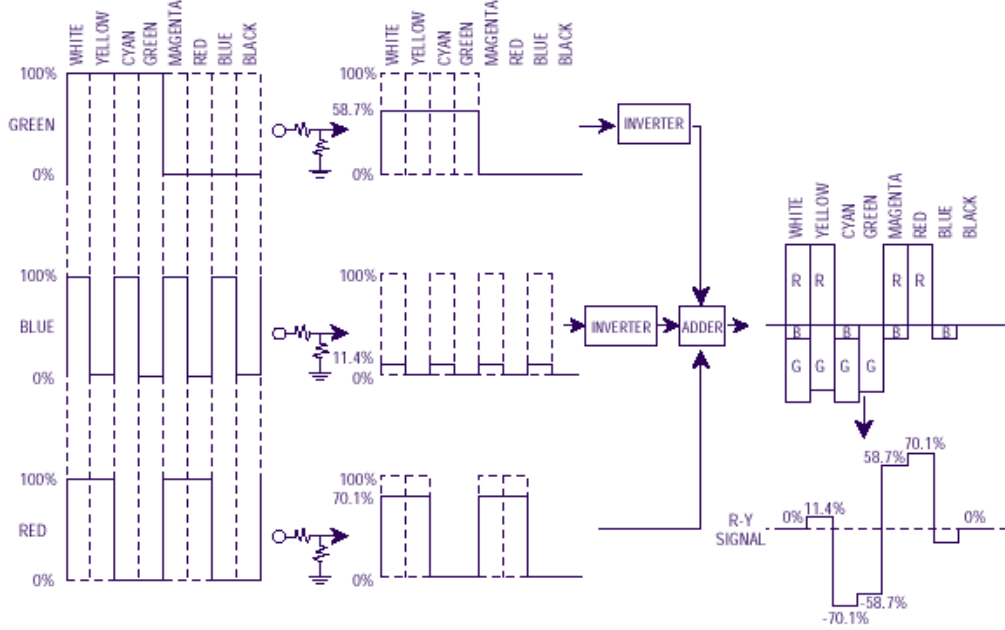 WHITE YELLOW CYAN GREEN MAGENTA RED BLUE BLACK
WHITE YELLOW CYAN GREEN MAGENTA RED BLUE BLACK
100%
GREEN
0%
100%
58.7%
0%
INVERTER
WHITE YELLOW CYAN GREEN MAGENTA RED BLUE BLACK
100%
BLUE
0%
100%
11.4%
0%
INVERTER
ADDER
R R R R
B B B B
G G G G
100%
RED
0%
100%
70.1%
0%
R-Y
SIGNAL
0%
11.4%
-70.1%
-58.7%
58.7%
70.1%
0%